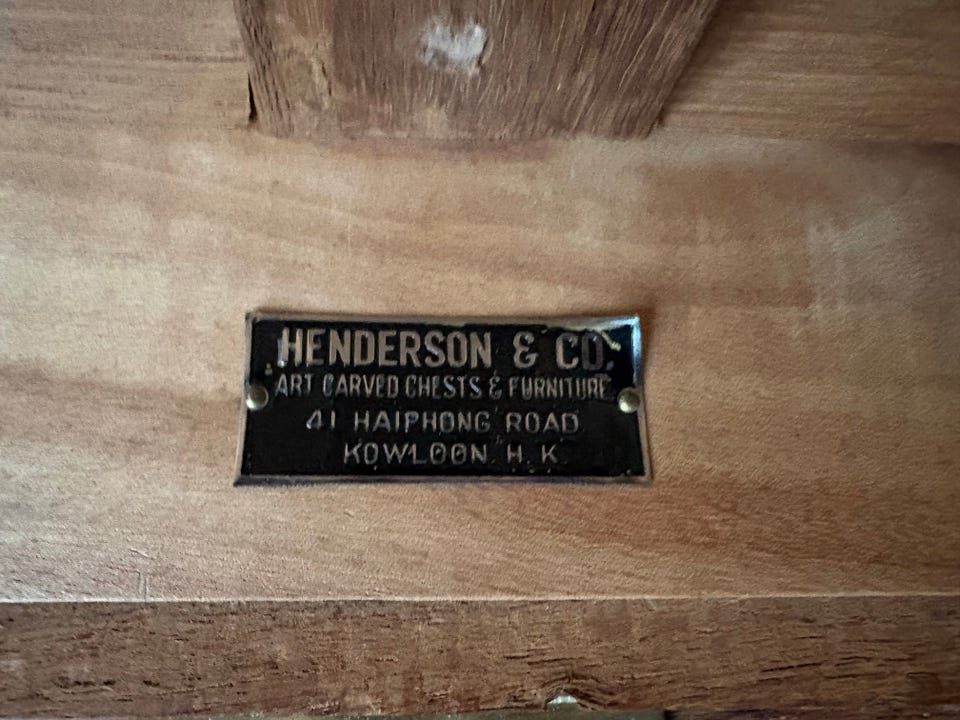 HENDERSON & CO.
ART CARVED CHESTS & FURNITURE
41 HAIPHONG ROAD
KOWLOON. H. K.